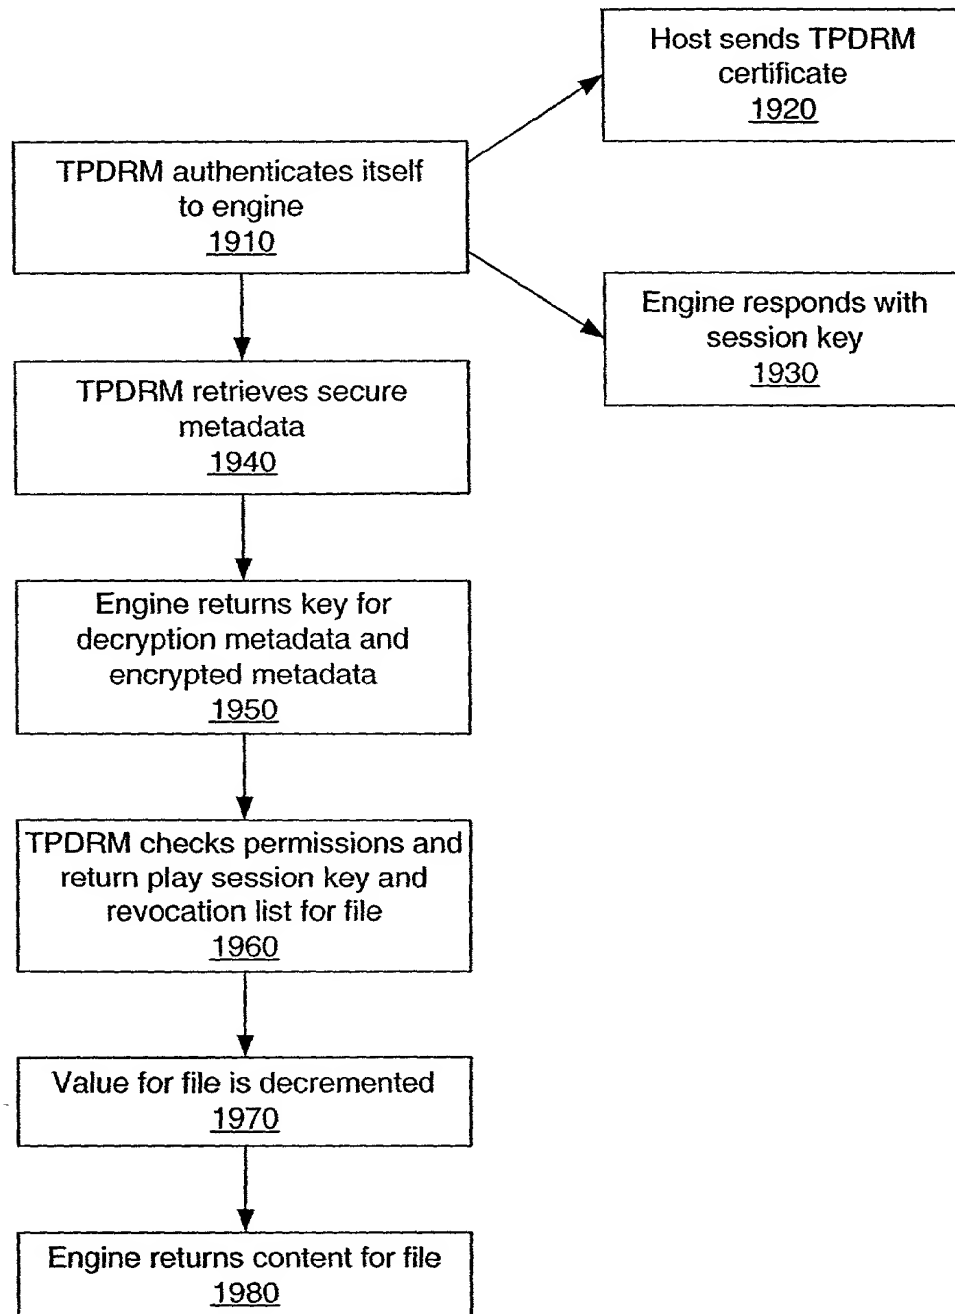 Host sends TPDRM
certificate
1920
TPDRM authenticates itself
to engine
1910
Engine responds with
session key
1930
TPDRM retrieves secure
metadata
1940
Engine returns key for
decryption metadata and
encrypted metadata
1950
TPDRM checks permissions and
return play session key and
revocation list for file
1960
Value for file is decremented
1970
Engine returns content for file
1980